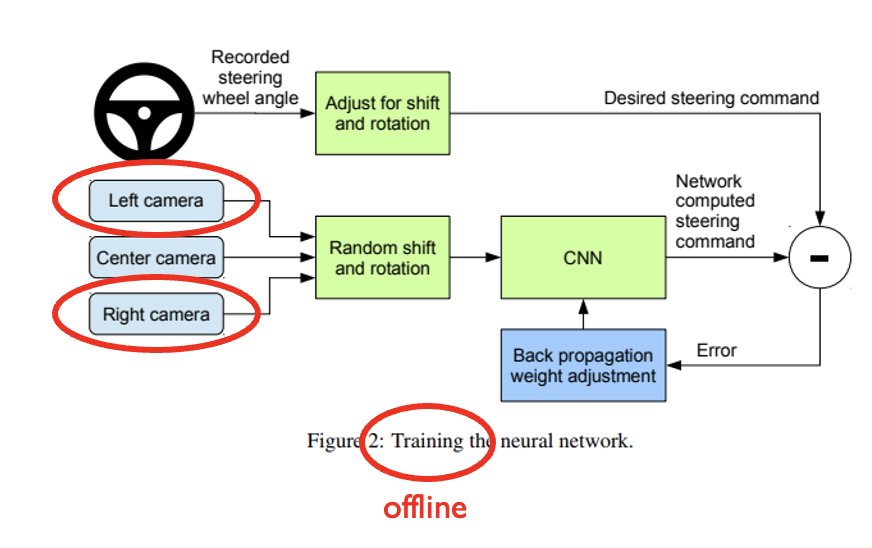 Recorded
steering
wheel angle
Adjust for shift
and rotation
Desired steering command
Left camera
Center camera
Right camera
Random shift
and rotation
CNN
Network
computed
steering
command
-
Back propagation
weight adjustment
Error
Figure 2: Training the neural network.
offline